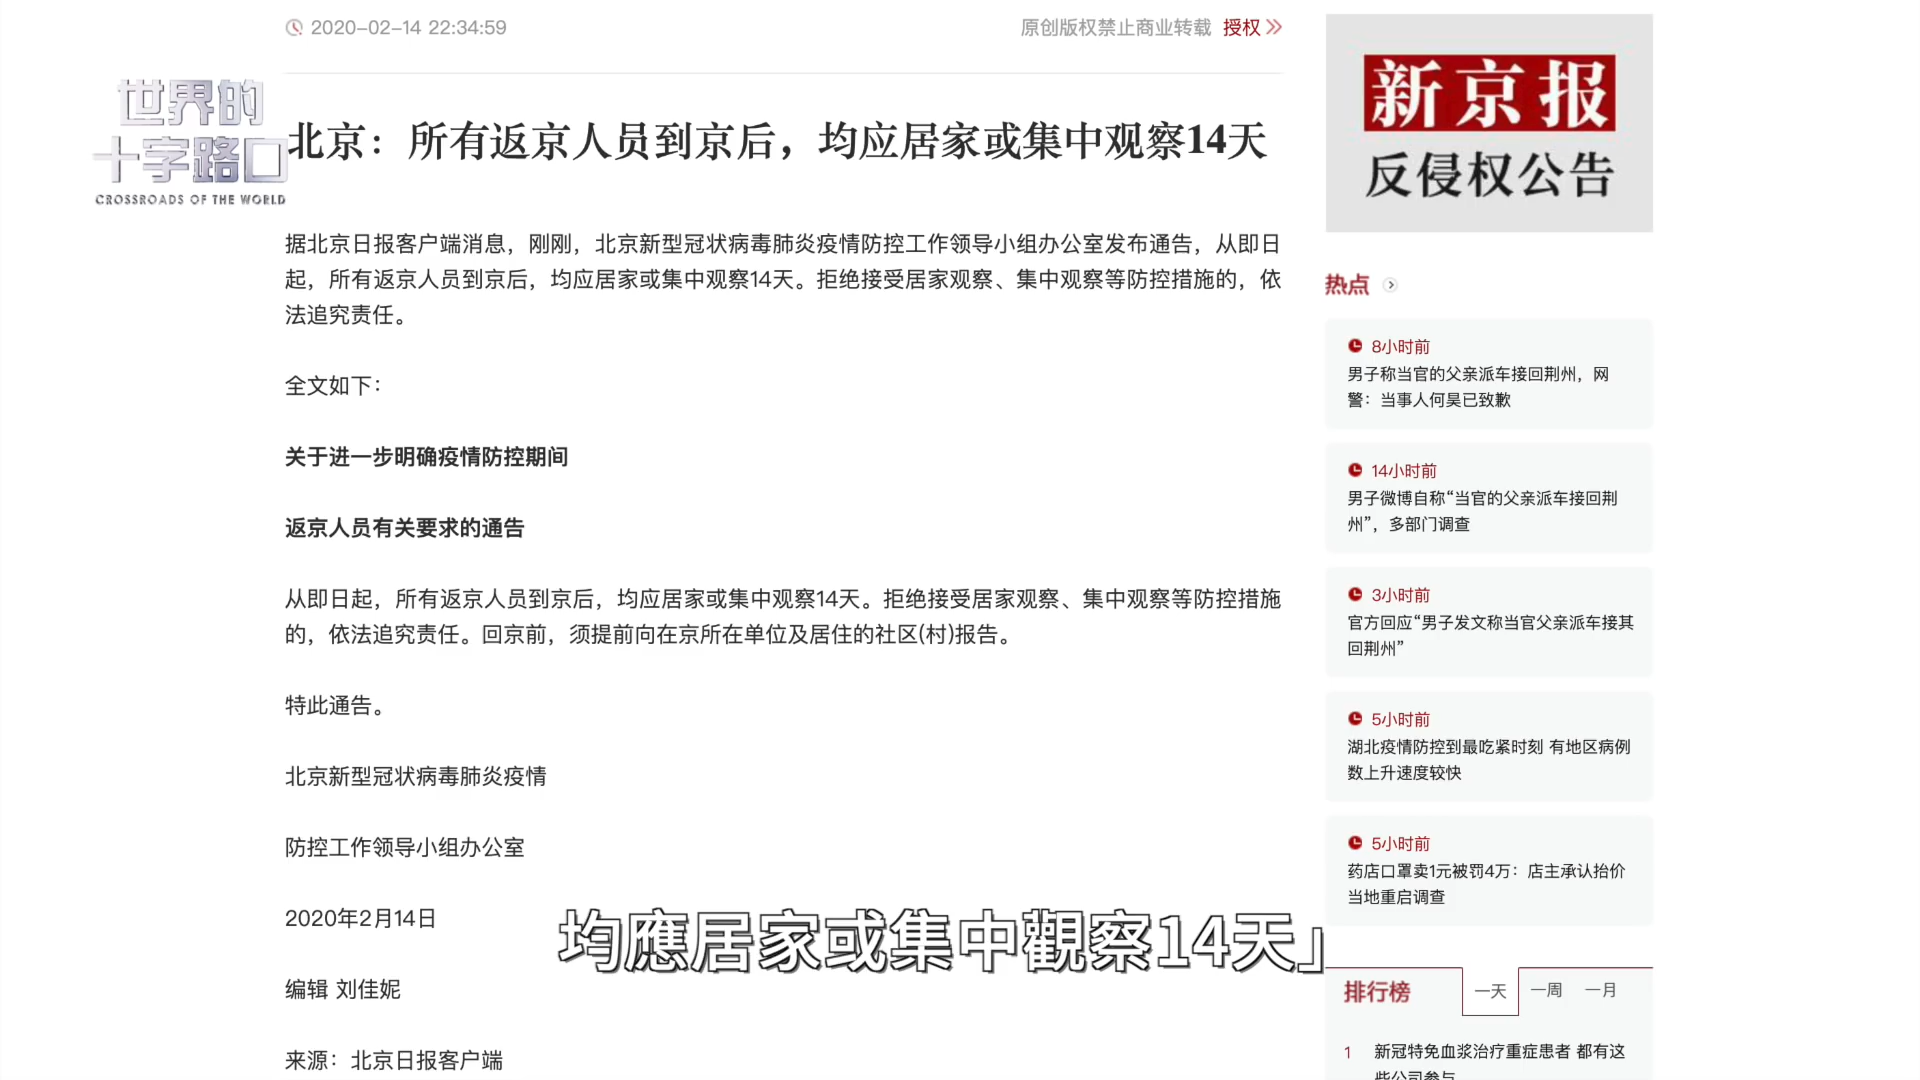 2020-02-14 22:34:59
原创版权禁止商业转载 授权
世界的
十字路口
CROSSROADS OF THE WORLD
北京：所有返京人员到京后，均应居家或集中观察14天
据北京日报客户端消息，刚刚，北京新型冠状病毒肺炎疫情防控工作领导小组办公室发布通告，从即日
起，所有返京人员到京后，均应居家或集中观察14天。拒绝接受居家观察、集中观察等防控措施的，依
法追究责任。
全文如下：
关于进一步明确疫情防控期间
返京人员有关要求的通告
从即日起，所有返京人员到京后，均应居家或集中观察14天。拒绝接受居家观察、集中观察等防控措施
的，依法追究责任。回京前，须提前向在京所在单位及居住的社区(村)报告。
特此通告。
北京新型冠状病毒肺炎疫情
防控工作领导小组办公室
2020年2月14日
编辑 刘佳妮
来源：北京日报客户端
均應居家或集中觀察14天」
新京报
反侵权公告
热点
8小时前
男子称当官的父亲派车接回荆州，网
警：当事人何昊已致歉
14小时前
男子微博自称“当官的父亲派车接回荆
州”，多部门调查
3小时前
官方回应“男子发文称当官父亲派车接其
回荆州”
5小时前
湖北疫情防控到最吃紧时刻 有地区病例
数上升速度较快
5小时前
药店口罩卖1元被罚4万：店主承认抬价
当地重启调查
排行榜 一天 一周 一月
1 新冠特免血浆治疗重症患者 都有这
些公司参与